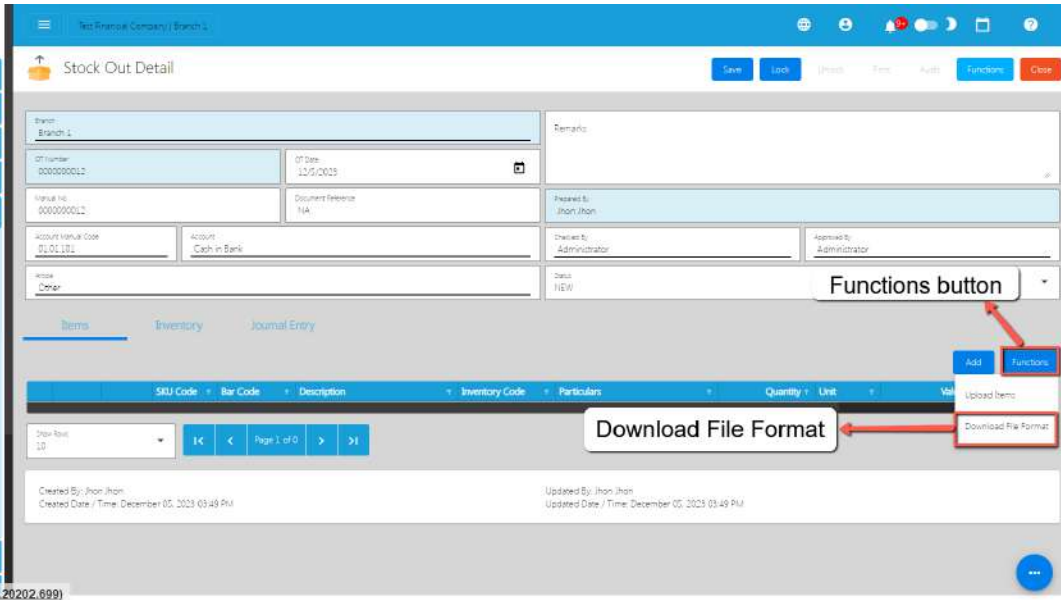 Test Financial Company | Branch 1
9+
Stock Out Detail
Save Lock Unlock Print Audit Functions Close
Branch
Branch 1
Remarks
OT Number
0000000012
OT Date
12/5/2023
Manual No
0000000012
Document Reference
NA
Prepared By
Jhon Jhon
Account Manual Code
01.01.101
Account
Cash in Bank
Checked By
Administrator
Approved By
Administrator
Article
Other
Status
NEW
Functions button
Items Inventory Journal Entry
Add Functions
SKU Code Bar Code Description Inventory Code Particulars Quantity Unit
Upload Items
Download File Format
Download File Format
Show Rows
10
Page 1 of 0
Created By: Jhon Jhon
Created Date / Time: December 05, 2023 03:49 PM
Updated By: Jhon Jhon
Updated Date / Time: December 05, 2023 03:49 PM
20202.699)